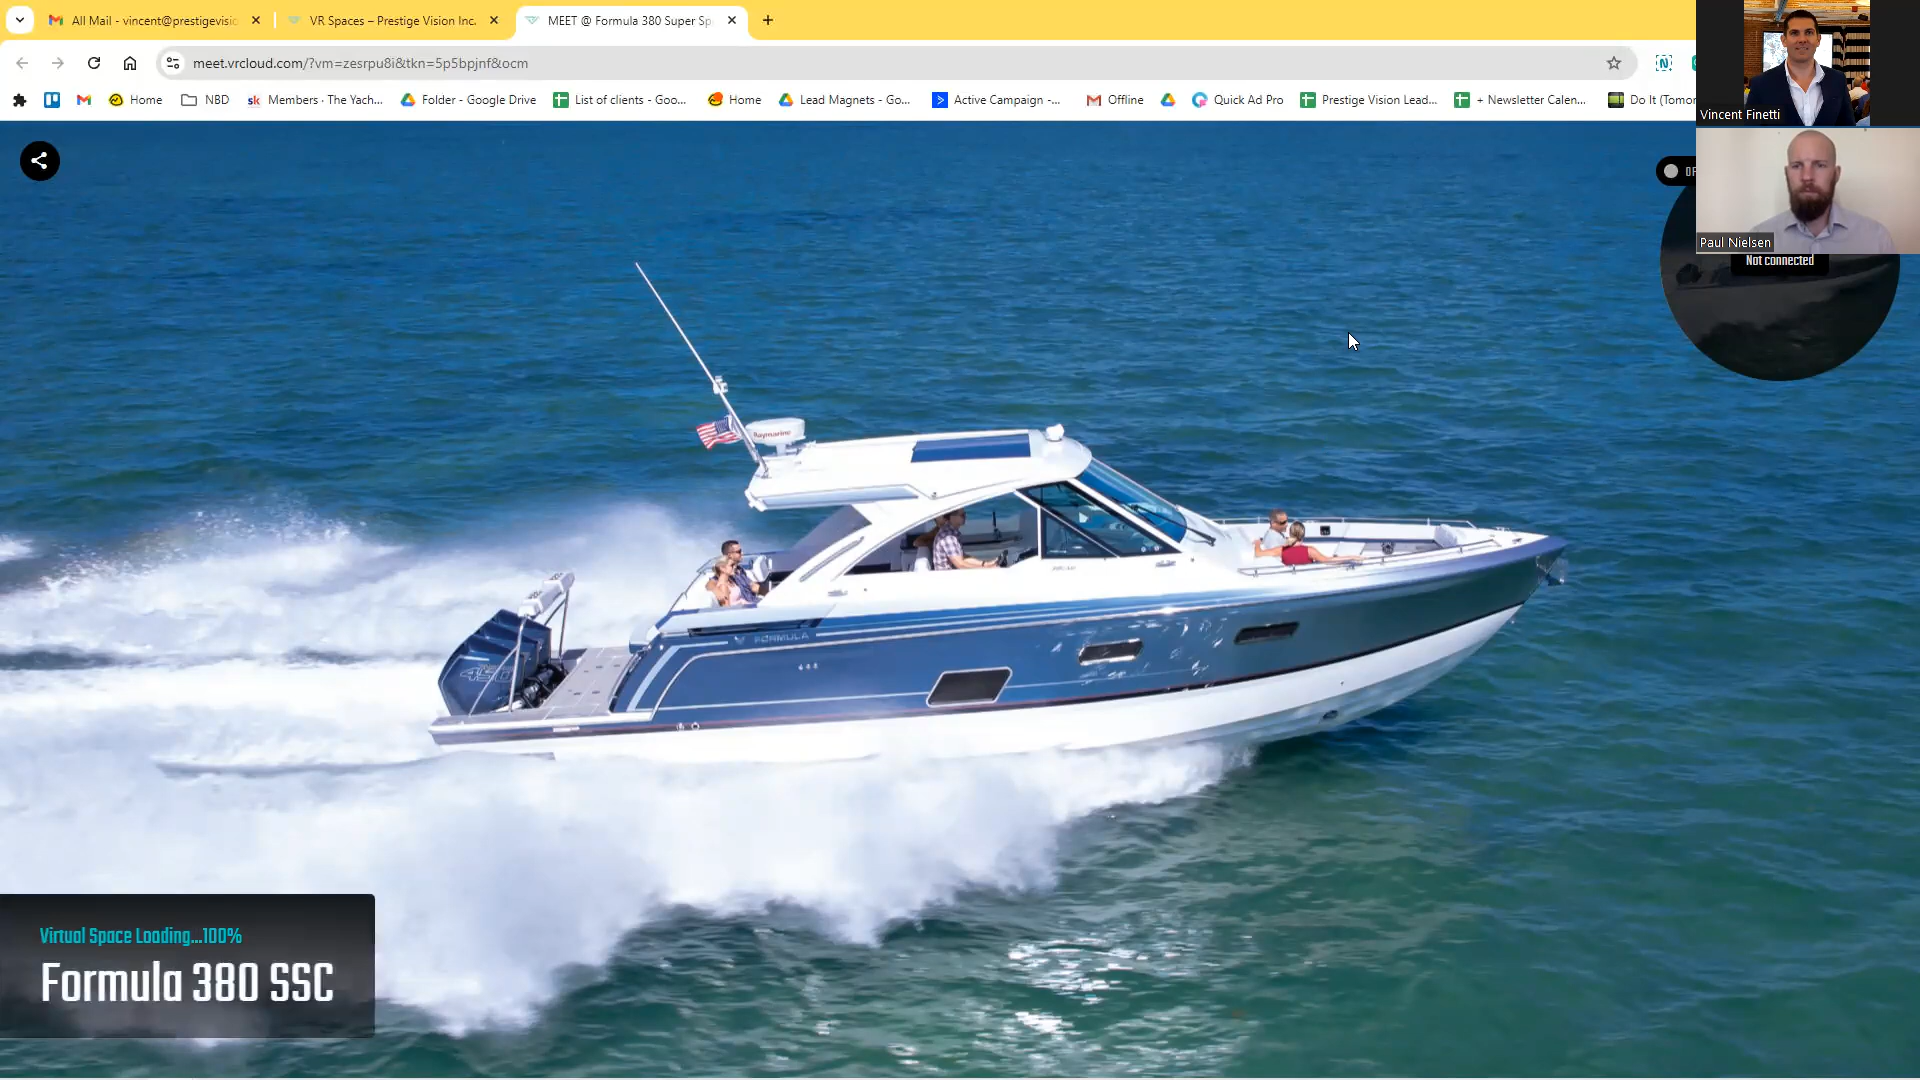 All Mail - vincent@prestigevisio
VR Spaces – Prestige Vision Inc.
MEET @ Formula 380 Super Sp
meet.vrcloud.com/?vm=zesrpu8i&tkn=5p5bpjnf&ocm
Home
NBD
Members · The Yach...
Folder - Google Drive
List of clients - Goo...
Home
Lead Magnets - Go...
Active Campaign -...
Offline
Quick Ad Pro
Prestige Vision Lead...
+ Newsletter Calen...
Do It (Tomor
Vincent Finetti
Paul Nielsen
Not connected
Raymarine
FORMULA
450
Virtual Space Loading...100%
Formula 380 SSC